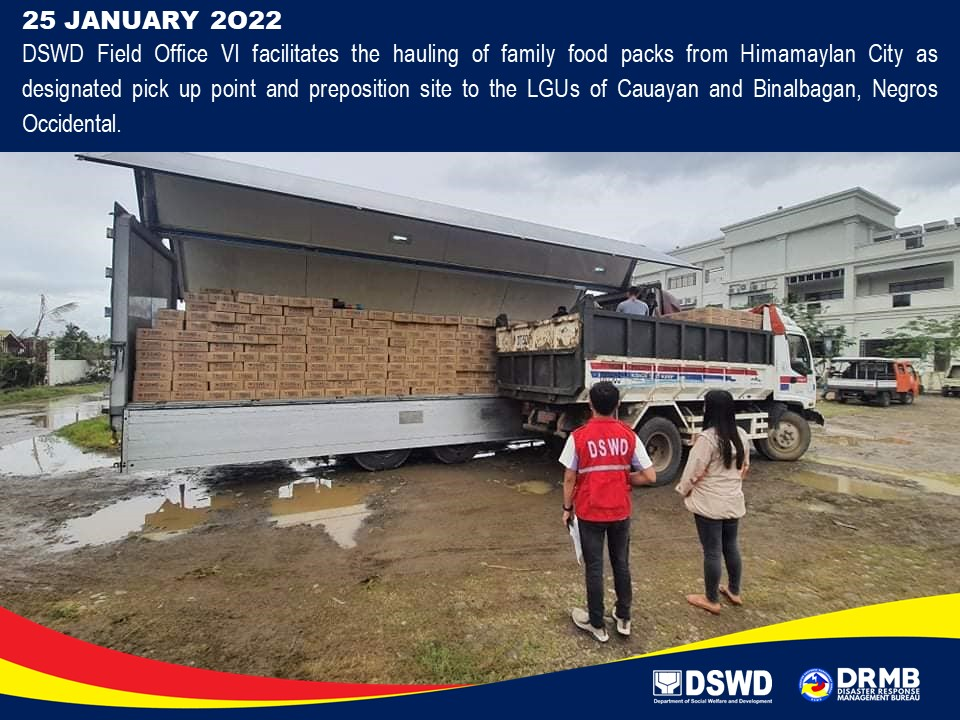 25 JANUARY 2022
DSWD Field Office VI facilitates the hauling of family food packs from Himamaylan City as
designated pick up point and preposition site to the LGUs of Cauayan and Binalbagan, Negros
Occidental.
DSWD
DSWD
Department of Social Welfare and Development
DRMB
DISASTER RESPONSE
MANAGEMENT BUREAU